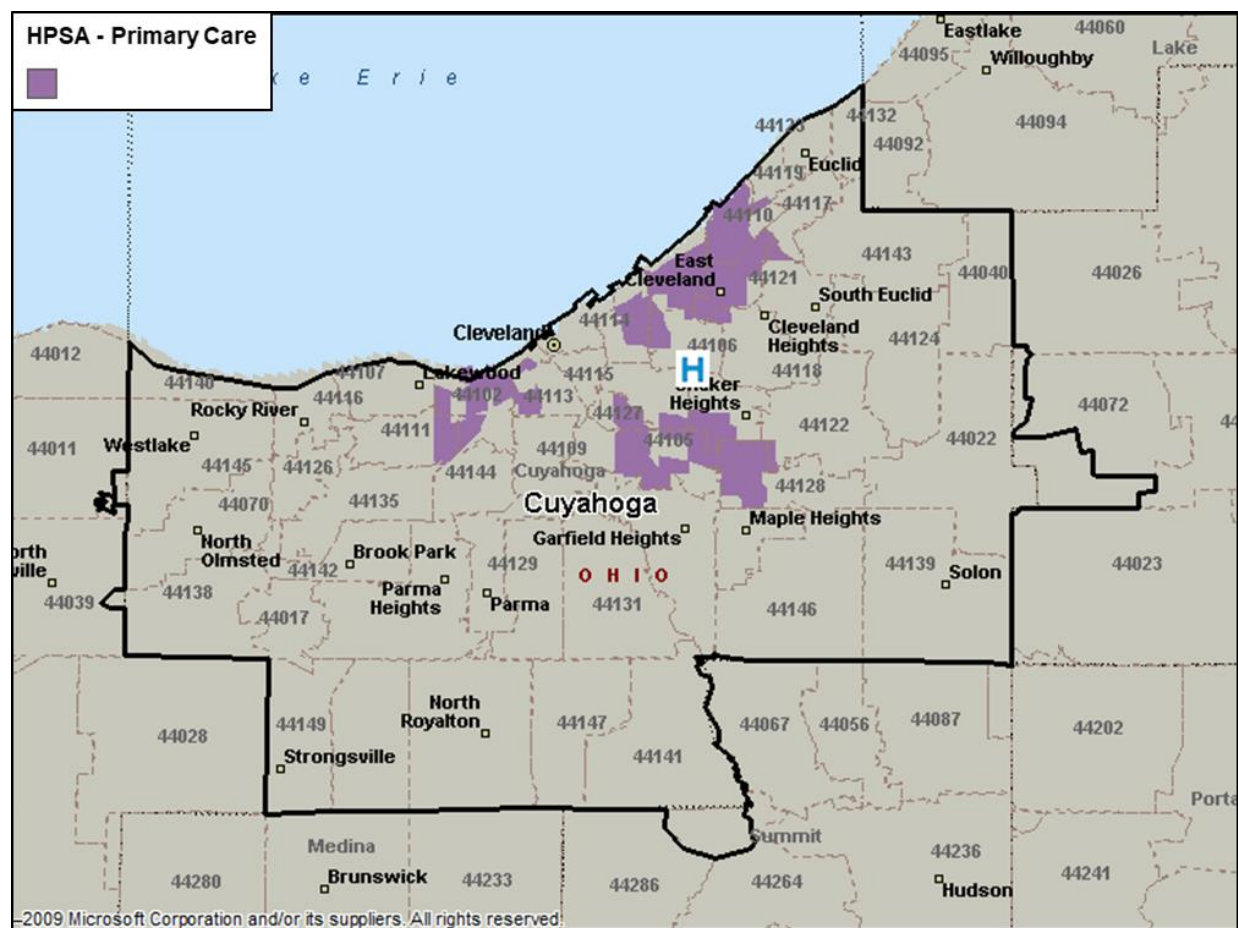 HPSA - Primary Care
ke Erie
Eastlake
44060
Lake
44095
Willoughby
44094
44132
44092
44123
Euclid
44119
44117
44110
44143
44040
44026
East
Cleveland
44121
South Euclid
44114
Cleveland
44106
Cleveland
Heights
44124
44012
44140
44107
Lakewood
44115
H
Shaker
Heights
44118
44116
44102
44113
44072
Rocky River
44127
44122
44011
Westlake
44111
44105
44022
44145
44126
44109
44144
Cuyahoga
44128
44070
44135
Cuyahoga
Maple Heights
North
Olmsted
Garfield Heights
Brook Park
44142
44129
OHIO
44139
Solon
44023
44039
44138
Parma
Heights
Parma
44131
44146
44017
North
Royalton
44149
44147
44067
44056
44087
44202
44028
Strongsville
44141
Summit
Medina
44236
44241
44280
Brunswick
44233
44286
44264
Hudson
2009 Microsoft Corporation and/or its suppliers. All rights reserved.